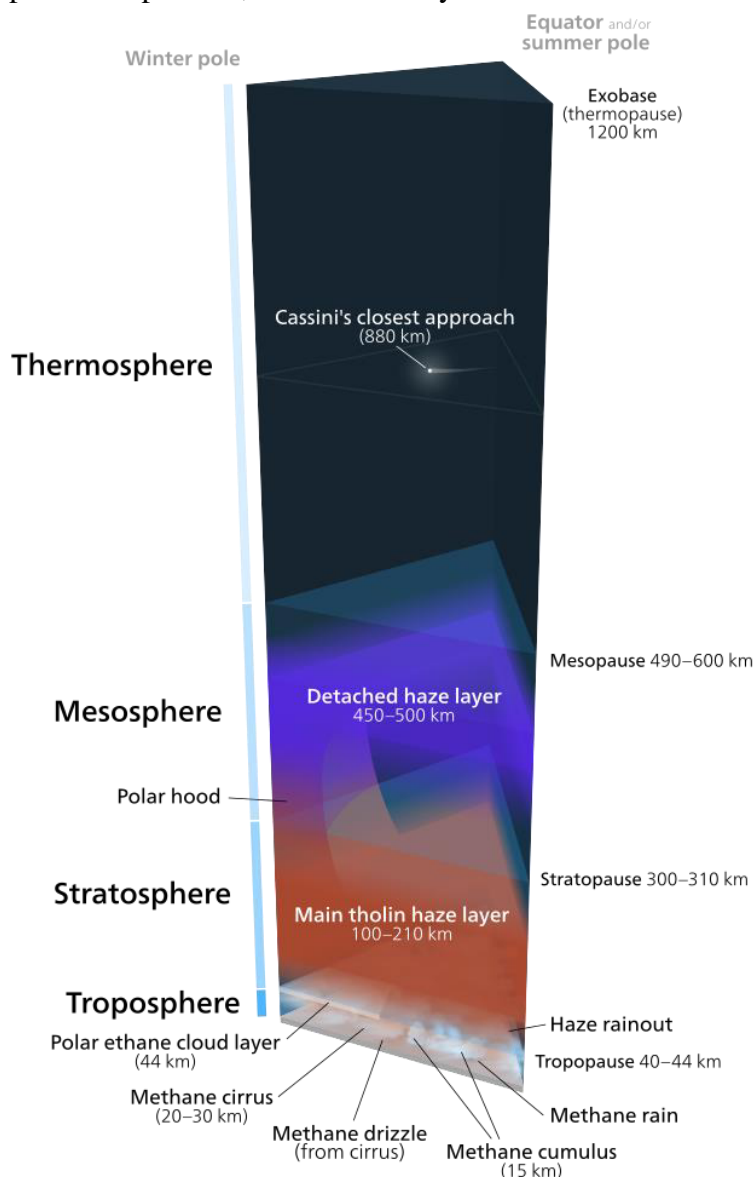 Winter pole
Equator and/or
summer pole
Exobase
(thermopause)
1200 km
Cassini's closest approach
(880 km)
Thermosphere
Mesopause 490–600 km
Detached haze layer
450–500 km
Mesosphere
Polar hood
Stratopause 300–310 km
Stratosphere
Main tholin haze layer
100–210 km
Troposphere
Haze rainout
Polar ethane cloud layer
(44 km)
Tropopause 40–44 km
Methane cirrus
(20–30 km)
Methane rain
Methane drizzle
(from cirrus)
Methane cumulus
(15 km)